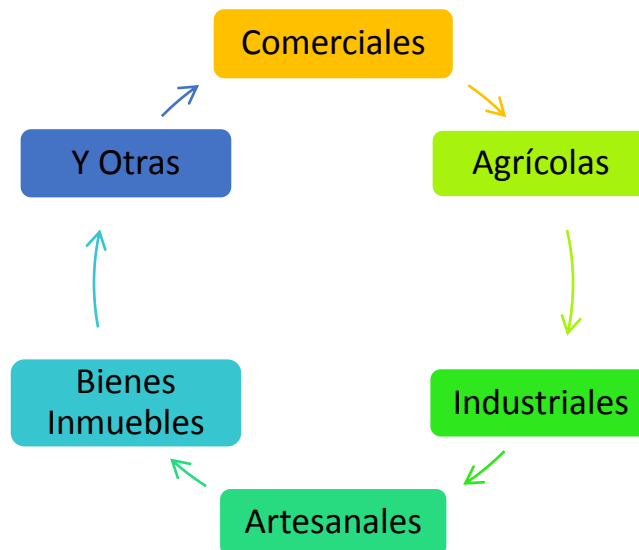 Comerciales
Agrícolas
Industriales
Artesanales
Bienes
Inmuebles
Y Otras